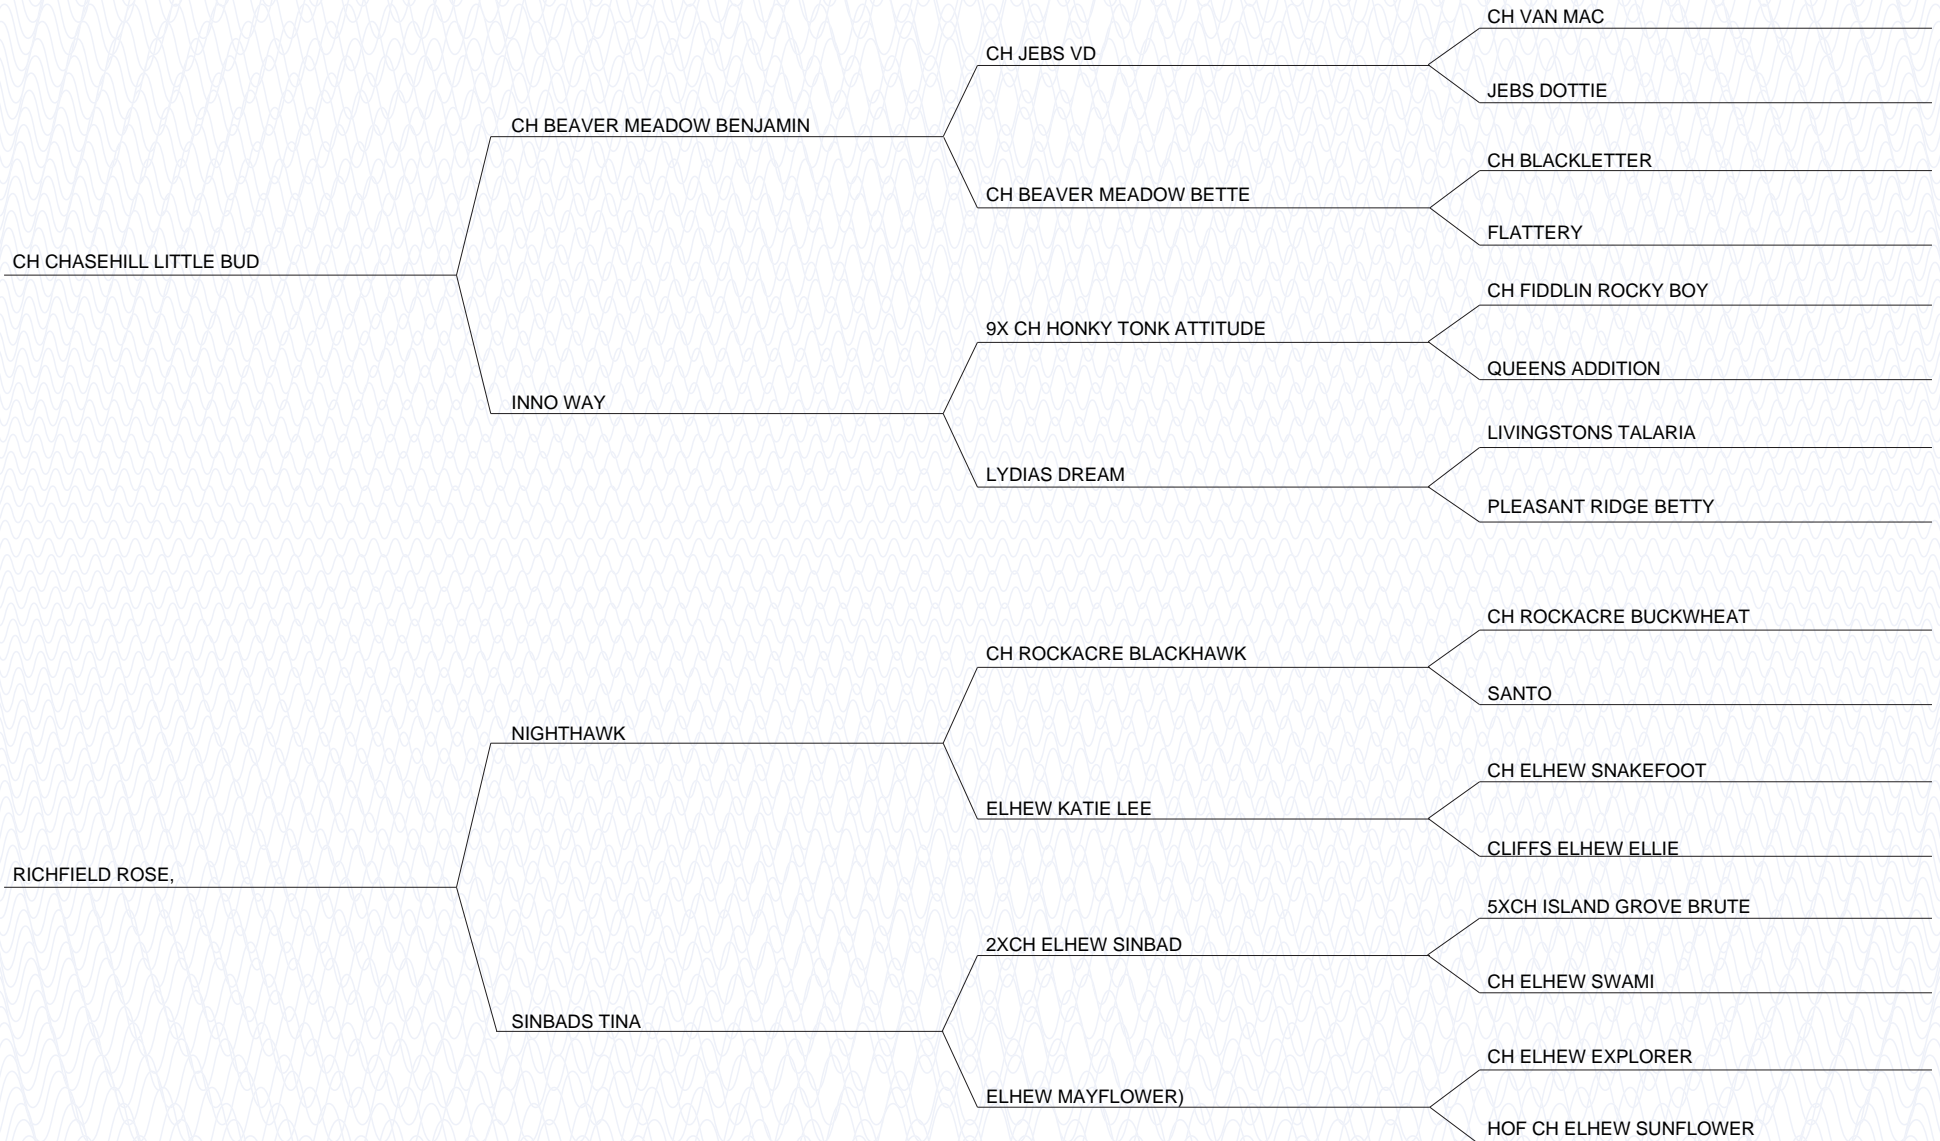 CH VAN MAC
CH JEBS VD
JEBS DOTTIE
CH BEAVER MEADOW BENJAMIN
CH BLACKLETTER
CH BEAVER MEADOW BETTE
FLATTERY
CH CHASEHILL LITTLE BUD
CH FIDDLIN ROCKY BOY
9X CH HONKY TONK ATTITUDE
QUEENS ADDITION
INNO WAY
LIVINGSTONS TALARIA
LYDIAS DREAM
PLEASANT RIDGE BETTY
CH ROCKACRE BUCKWHEAT
CH ROCKACRE BLACKHAWK
SANTO
NIGHTHAWK
CH ELHEW SNAKEFOOT
ELHEW KATIE LEE
CLIFFS ELHEW ELLIE
RICHFIELD ROSE,
5XCH ISLAND GROVE BRUTE
2XCH ELHEW SINBAD
CH ELHEW SWAMI
SINBADS TINA
CH ELHEW EXPLORER
ELHEW MAYFLOWER)
HOF CH ELHEW SUNFLOWER